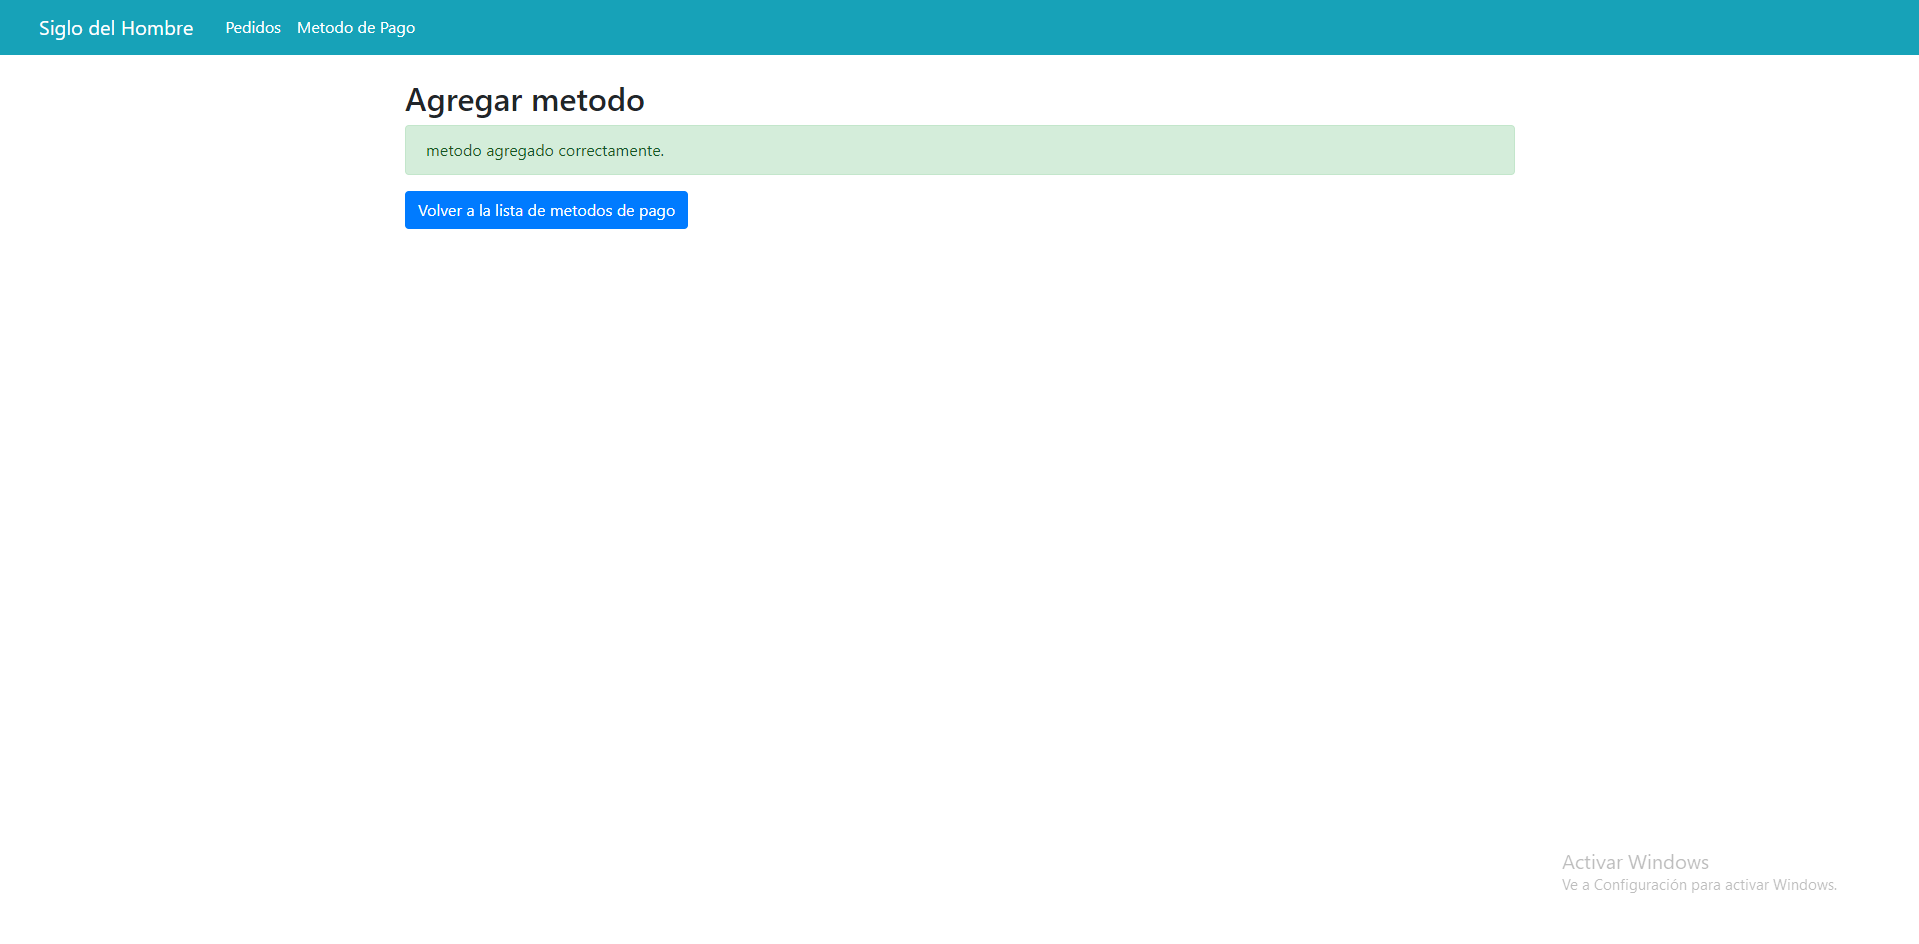 Siglo del Hombre Pedidos Metodo de Pago
Agregar metodo
metodo agregado correctamente.
Volver a la lista de metodos de pago
Activar Windows
Ve a Configuración para activar Windows.